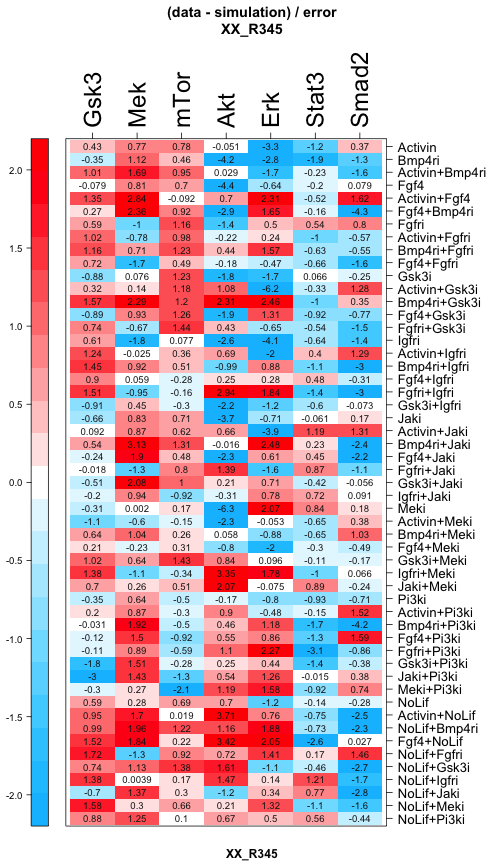 (data - simulation) / error
XX_R345
Gsk3 Mek mTor Akt Erk Stat3 Smad2
0.43 0.77 0.78 -0.051 -3.3 -1.2 0.37 Activin
-0.35 1.12 0.46 -4.2 -2.8 -1.9 -1.3 Bmp4ri
1.01 1.69 0.95 0.029 -1.7 -0.23 -1.6 Activin+Bmp4ri
-0.079 0.81 0.7 -4.4 -0.64 -0.2 0.079 Fgf4
1.35 2.84 -0.092 0.7 2.31 -0.52 1.62 Activin+Fgf4
0.27 2.36 0.92 -2.9 1.65 -0.16 -4.3 Fgf4+Bmp4ri
0.59 -1 1.16 -1.4 0.5 0.54 0.8 Fgfri
1.02 -0.78 0.98 -0.22 0.24 -1 -0.57 Activin+Fgfri
1.16 0.71 1.23 0.44 1.57 -0.63 -0.55 Bmp4ri+Fgfri
0.72 -1.7 0.49 -0.18 -0.47 -0.66 -1.6 Fgf4+Fgfri
-0.88 0.076 1.23 -1.8 -1.7 0.066 -0.25 Gsk3i
0.32 0.14 1.18 1.08 -6.2 -0.33 1.28 Activin+Gsk3i
1.57 2.29 1.2 2.31 2.46 -1 0.35 Bmp4ri+Gsk3i
-0.89 0.93 1.26 -1.9 1.31 -0.92 -0.77 Fgf4+Gsk3i
0.74 -0.67 1.44 0.43 -0.65 -0.54 -1.5 Fgfri+Gsk3i
0.61 -1.8 0.077 -2.6 -4.1 -0.64 -1.4 Igfri
1.24 -0.025 0.36 0.69 -2 0.4 1.29 Activin+Igfri
1.45 0.92 0.51 -0.99 0.88 -1.1 -3 Bmp4ri+Igfri
0.9 0.059 -0.28 0.25 0.28 0.48 -0.31 Fgf4+Igfri
1.51 -0.95 -0.16 2.94 1.84 -1.4 -3 Fgfri+Igfri
-0.91 0.45 -0.3 -2.2 -1.2 -0.6 -0.073 Gsk3i+Igfri
-0.66 0.83 0.71 -3.7 -0.71 -0.061 0.17 Jaki
0.092 0.87 0.62 0.66 -3.9 1.19 1.31 Activin+Jaki
0.54 3.13 1.31 -0.016 2.48 0.23 -2.4 Bmp4ri+Jaki
-0.24 1.9 0.48 -2.3 0.61 0.45 -2.2 Fgf4+Jaki
-0.018 -1.3 0.8 1.39 -1.6 0.87 -1.1 Fgfri+Jaki
-0.51 2.08 1 0.21 0.71 -0.42 -0.056 Gsk3i+Jaki
-0.2 0.94 -0.92 -0.31 0.78 0.72 0.091 Igfri+Jaki
-0.31 0.002 0.17 -6.3 2.07 0.84 0.18 Meki
-1.1 -0.6 -0.15 -2.3 -0.053 -0.65 0.38 Activin+Meki
0.64 1.04 0.26 0.058 -0.88 -0.65 1.03 Bmp4ri+Meki
0.21 -0.23 0.31 -0.8 -2 -0.3 -0.49 Fgf4+Meki
1.02 0.64 1.43 0.84 0.096 -0.11 -0.17 Gsk3i+Meki
1.38 -1.1 -0.34 3.35 1.78 -1 0.066 Igfri+Meki
0.7 0.26 0.51 2.07 -0.075 0.89 -0.24 Jaki+Meki
-0.35 0.64 -0.5 -0.17 -0.8 -0.93 -0.71 Pi3ki
0.2 0.87 -0.3 0.9 -0.48 -0.15 1.52 Activin+Pi3ki
-0.031 1.92 -0.5 0.46 1.18 -1.7 -4.2 Bmp4ri+Pi3ki
-0.12 1.5 -0.92 0.55 0.86 -1.3 1.59 Fgf4+Pi3ki
-0.11 0.89 -0.59 1.1 2.27 -3.1 -0.86 Fgfri+Pi3ki
-1.8 1.51 -0.28 0.25 0.44 -1.4 -0.38 Gsk3i+Pi3ki
-3 1.43 -1.3 0.54 1.26 -0.015 0.38 Jaki+Pi3ki
-0.3 0.27 -2.1 1.19 1.58 -0.92 0.74 Meki+Pi3ki
0.59 0.28 0.69 0.7 -1.2 -0.14 -0.28 NoLif
0.95 1.7 0.019 3.71 0.76 -0.75 -2.5 Activin+NoLif
0.99 1.96 1.22 1.16 1.88 -0.73 -2.3 NoLif+Bmp4ri
1.52 1.84 0.22 3.42 2.05 -2.6 0.027 Fgf4+NoLif
1.72 -1.3 0.92 0.72 1.41 0.17 1.46 NoLif+Fgfri
0.74 1.13 1.38 1.61 -1.1 -0.46 -2.7 NoLif+Gsk3i
1.38 0.0039 0.17 1.47 -0.14 1.21 -1.7 NoLif+Igfri
-0.7 1.37 0.3 -1.2 0.34 0.77 -2.8 NoLif+Jaki
1.58 0.3 0.66 0.21 1.32 -1.1 -1.6 NoLif+Meki
0.88 1.25 0.1 0.67 0.5 0.56 -0.44 NoLif+Pi3ki
2.0
1.5
1.0
0.5
0.0
-0.5
-1.0
-1.5
-2.0
XX_R345